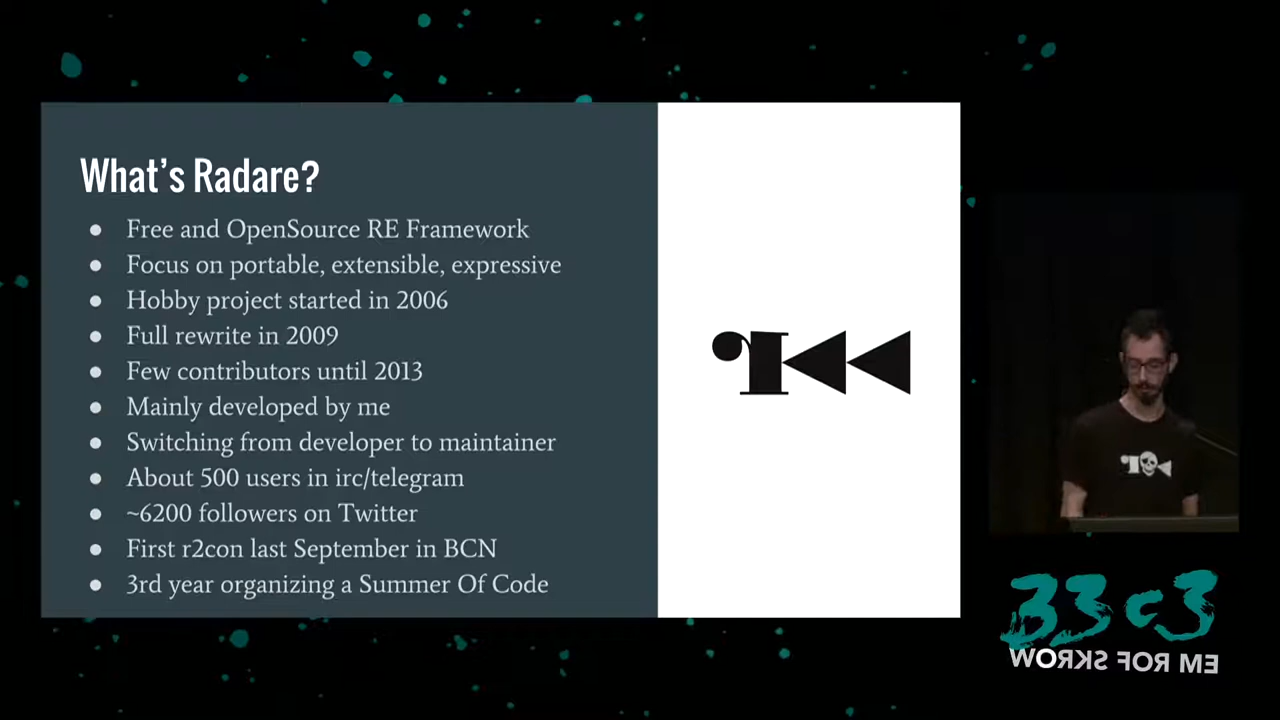 What's Radare?
Free and OpenSource RE Framework
Focus on portable, extensible, expressive
Hobby project started in 2006
Full rewrite in 2009
Few contributors until 2013
Mainly developed by me
Switching from developer to maintainer
About 500 users in irc/telegram
~6200 followers on Twitter
First r2con last September in BCN
3rd year organizing a Summer Of Code
33c3
WORKS FOR ME